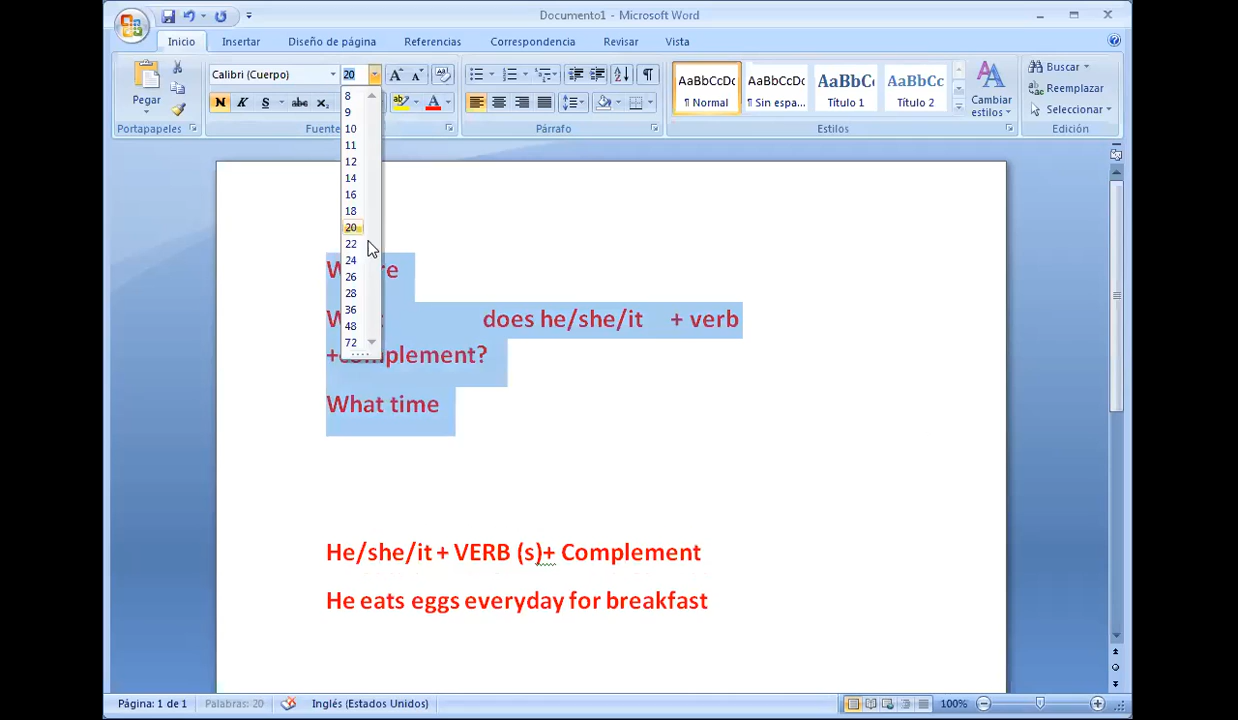 Documento1 - Microsoft Word
Inicio Insertar Diseño de página Referencias Correspondencia Revisar Vista
Pegar
Portapapeles
Calibri (Cuerpo) 20
N K S abc x₂
Fuente
Párrafo
AaBbCcDc AaBbCcDc AaBbCc AaBbCc
¶ Normal ¶ Sin espa... Título 1 Título 2
Cambiar estilos
Estilos
Buscar
Reemplazar
Seleccionar
Edición
8
9
10
11
12
14
16
18
20
22
24
26
28
36
48
72
does he/she/it + verb
+complement?
What time
He/she/it + VERB (s)+ Complement
He eats eggs everyday for breakfast
Página: 1 de 1 Palabras: 20 Inglés (Estados Unidos) 100%